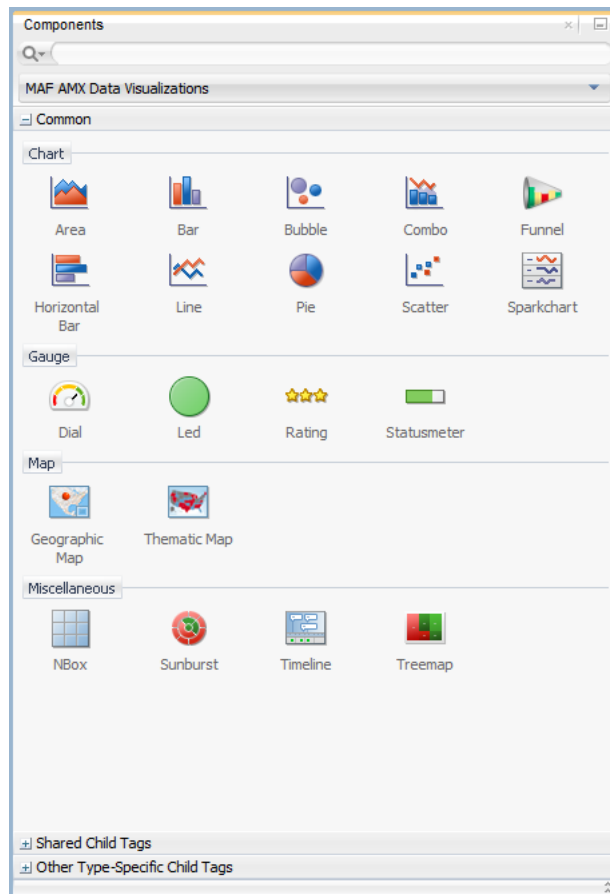 Components
MAF AMX Data Visualizations
Common
Chart
Area Bar Bubble Combo Funnel
Horizontal Line Pie Scatter Sparkchart
Bar
Gauge
Dial Led Rating Statusmeter
Map
Geographic Thematic Map
Map
Miscellaneous
NBox Sunburst Timeline Treemap
Shared Child Tags
Other Type-Specific Child Tags